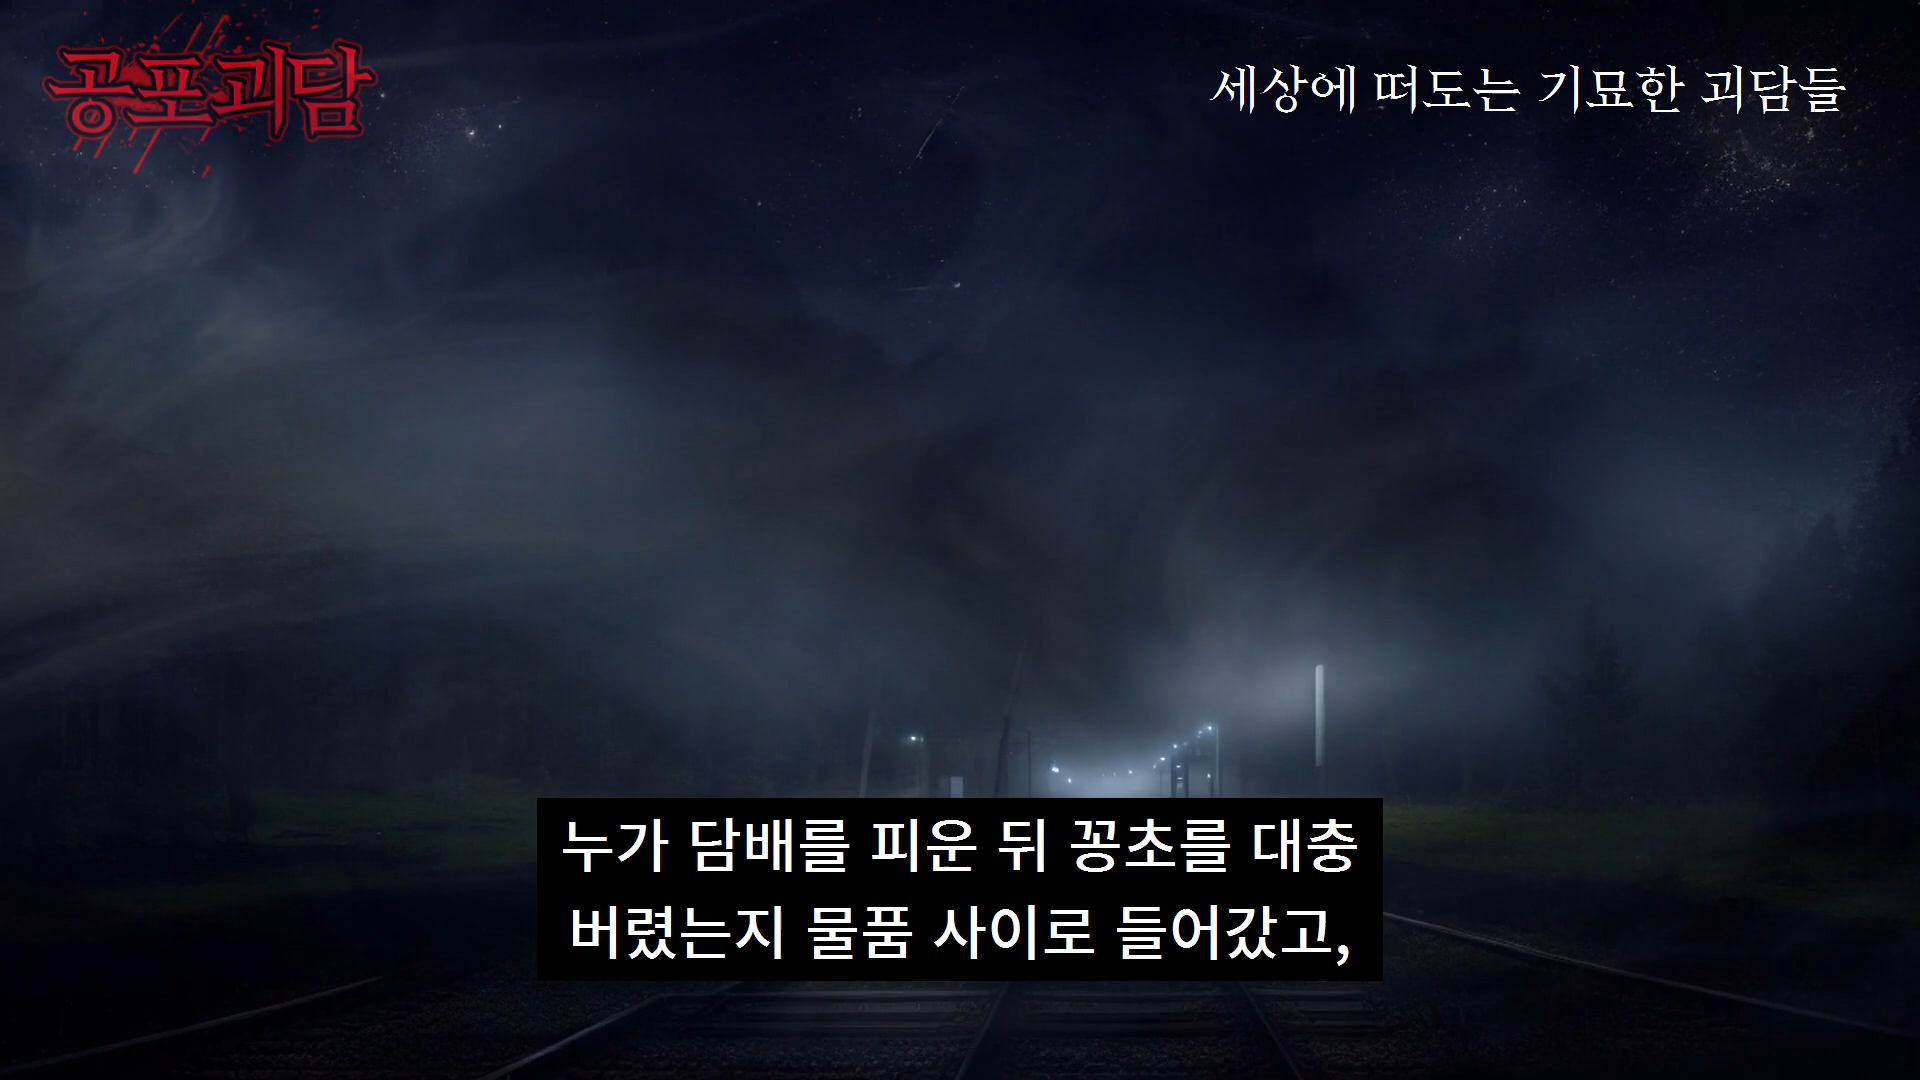 공포괴담
세상에 떠도는 기묘한 괴담들
누가 담배를 피운 뒤 꽁초를 대충
버렸는지 물품 사이로 들어갔고,